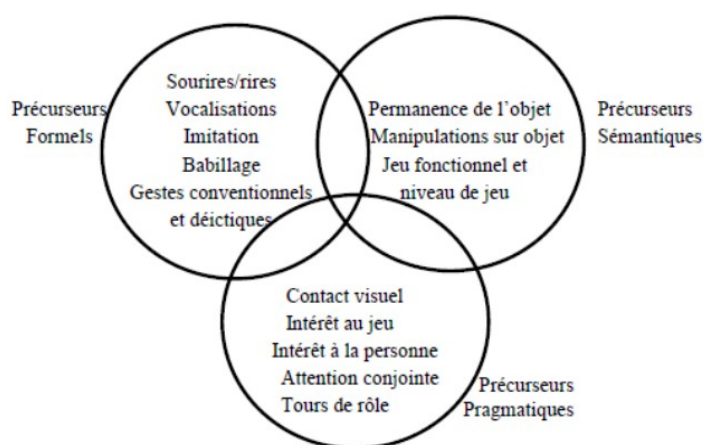 Précurseurs
Formels
Sourires/rires
Vocalisations
Imitation
Babillage
Gestes conventionnels
et déictiques
Permanence de l'objet
Manipulations sur objet
Jeu fonctionnel et
niveau de jeu
Précurseurs
Sémantiques
Contact visuel
Intérêt au jeu
Intérêt à la personne
Attention conjointe
Tours de rôle
Précurseurs
Pragmatiques